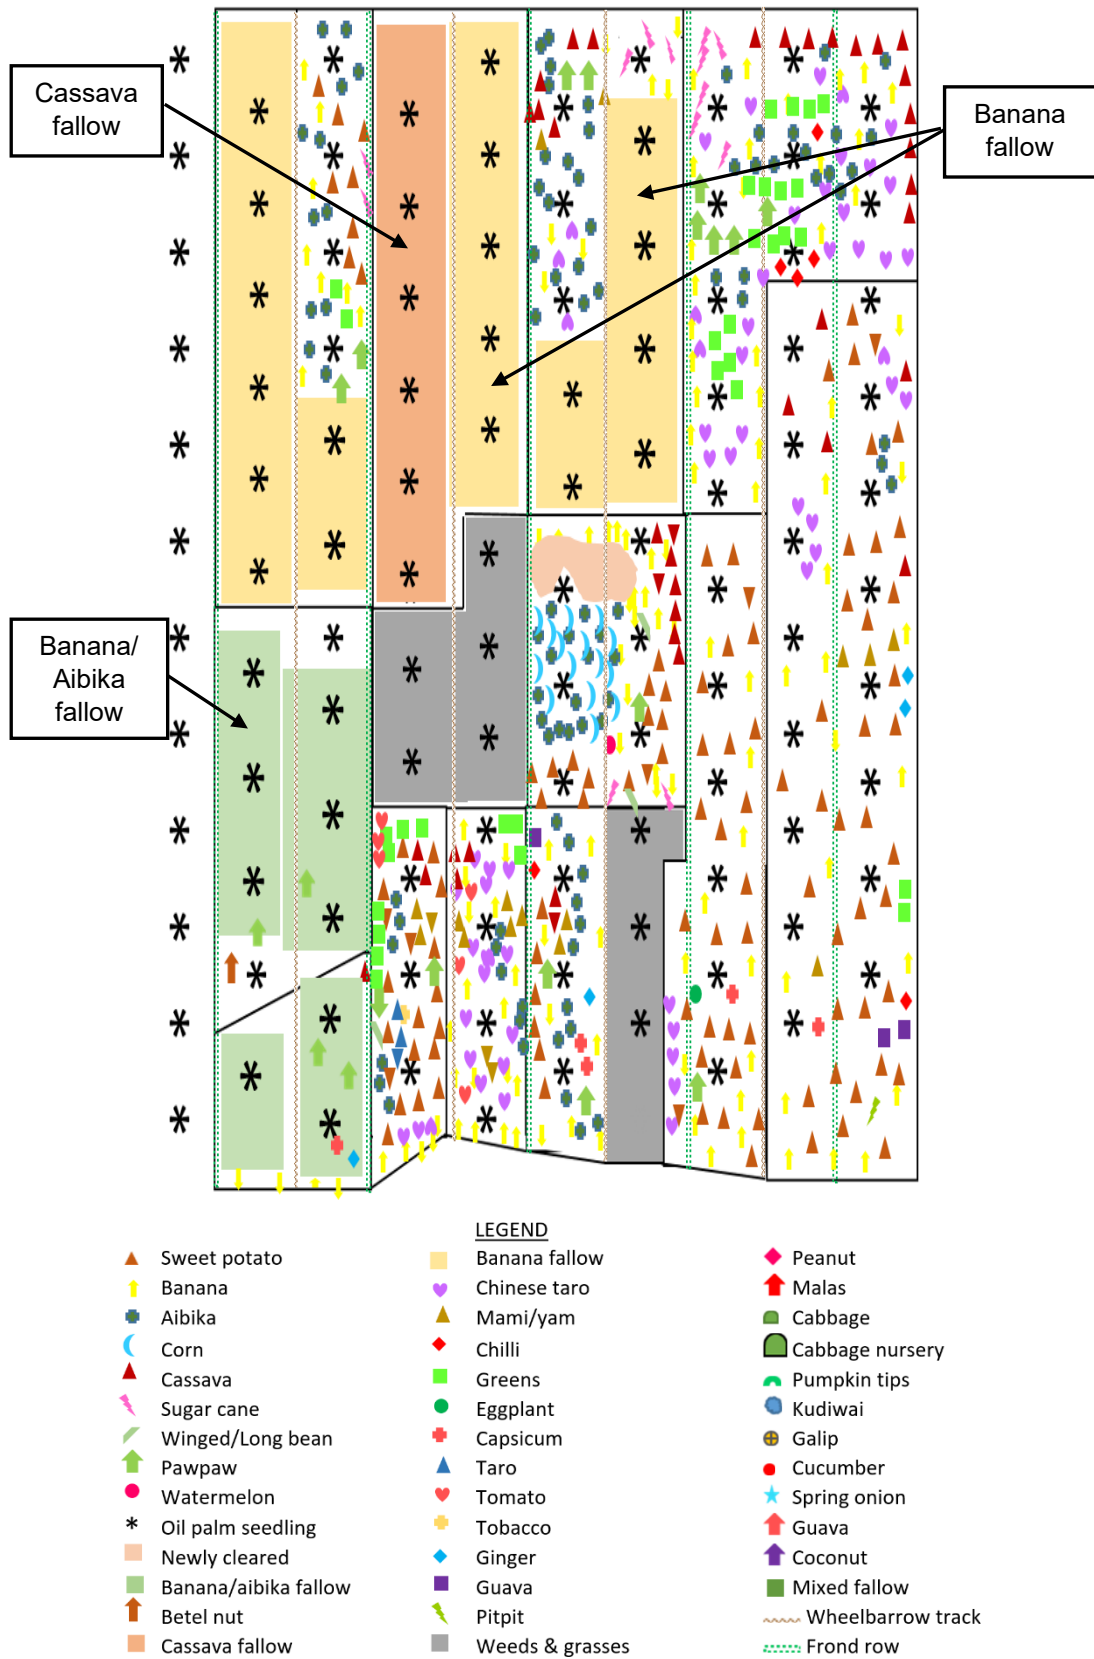 Cassava
fallow
Banana
fallow
Banana/
Aibika
fallow
LEGEND
Sweet potato
Banana
Aibika
Corn
Cassava
Sugar cane
Winged/Long bean
Pawpaw
Watermelon
Oil palm seedling
Newly cleared
Banana/aibika fallow
Betel nut
Cassava fallow
Banana fallow
Chinese taro
Mami/yam
Chilli
Greens
Eggplant
Capsicum
Taro
Tomato
Tobacco
Ginger
Guava
Pitpit
Weeds & grasses
Peanut
Malas
Cabbage
Cabbage nursery
Pumpkin tips
Kudiwai
Galip
Cucumber
Spring onion
Guava
Coconut
Mixed fallow
Wheelbarrow track
Frond row